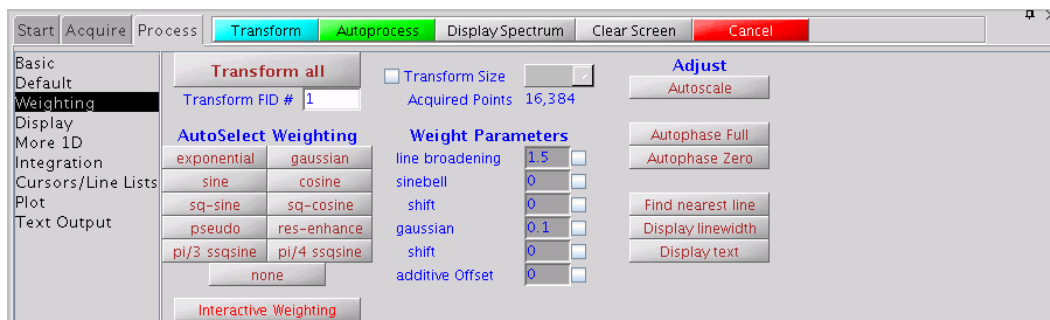 Start Acquire Process Transform Autoprocess Display Spectrum Clear Screen Cancel
Basic
Default
Weighting
Display
More 1D
Integration
Cursors/Line Lists
Plot
Text Output
Transform all
Transform FID # 1
AutoSelect Weighting
exponential gaussian
sine cosine
sq-sine sq-cosine
pseudo res-enhance
pi/3 ssqsine pi/4 ssqsine
none
Interactive Weighting
Transform Size
Acquired Points 16,384
Weight Parameters
line broadening 1.5
sinebell 0
shift 0
gaussian 0.1
shift 0
additive Offset 0
Adjust
Autoscale
Autophase Full
Autophase Zero
Find nearest line
Display linewidth
Display text